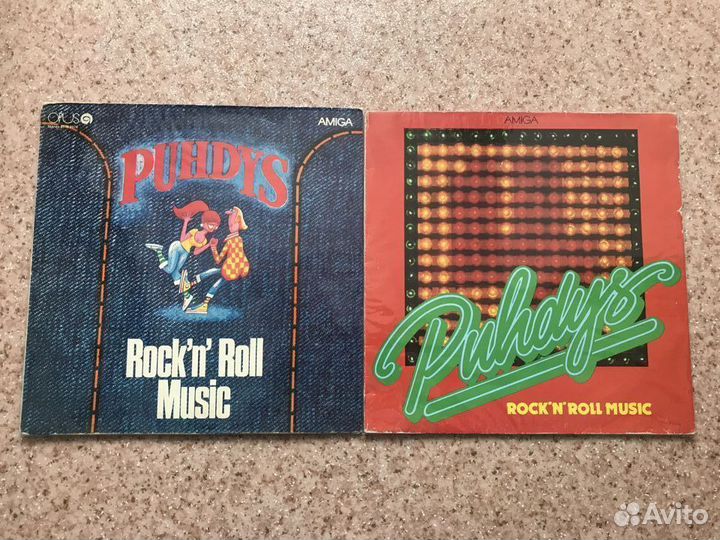 OPUS
AMIGA
PUHDYS
Rock'n' Roll
Music
AMIGA
Puhdys
ROCK'N'ROLL MUSIC
Avito